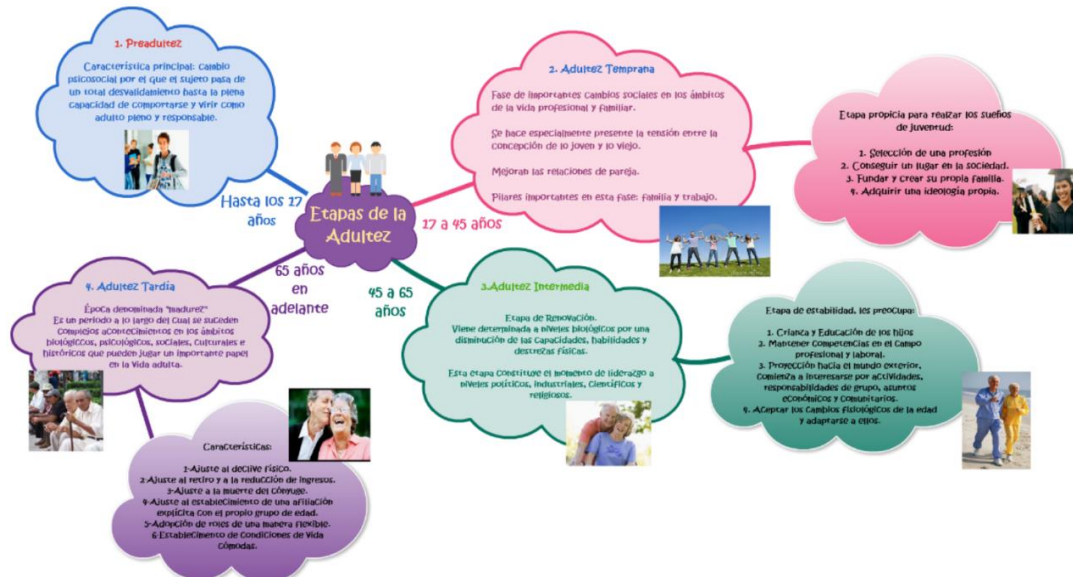 Etapas de la
Adultez
Hasta los 17
años
1. Preadultez
Característica principal: cambio
psicosocial por el que el sujeto pasa de
un total desvalidamiento hasta la plena
capacidad de comportarse y vivir como
adulto pleno y responsable.
17 a 45 años
2. Adultez Temprana
Fase de importantes cambios sociales en los ámbitos
de la vida profesional y familiar.
Se hace especialmente presente la tensión entre la
concepción de lo joven y lo viejo.
Mejoran las relaciones de pareja.
Pilares importantes en esta fase: familia y trabajo.
Etapa propicia para realzar los sueños
de juventud:
1. Selección de una profesión
2. Conseguir un lugar en la sociedad.
3. Fundar y crear su propia familia.
4. Adquirir una ideología propia.
45 a 65
años
3.Adultez Intermedia
Etapa de Renovación.
Viene determinada a niveles biológicos por una
disminución de las capacidades, habilidades y
destrezas físicas.
Esta etapa constituye el momento de liderazgo a
niveles políticos, industriales, científicos y
religiosos.
Etapa de estabilidad, les preocupa:
1. Crianza y Educación de los hijos
2. Mantener competencias en el campo
profesional y laboral.
3. Proyección hacia el mundo exterior,
comienza a interesarse por actividades,
responsabilidades de grupo, asuntos
económicos y comunitarios.
4. Aceptar los cambios fisiológicos de la edad
y adaptarse a ellos.
65 años
en
adelante
4. Adultez Tardía
Época denominada "madurez"
Es un período a lo largo del cual se suceden
complejos acontecimientos en los ámbitos
biológicos, psicológicos, sociales, culturales e
históricos que pueden jugar un importante papel
en la vida adulta.
Características:
1-Ajuste al declive físico.
2-Ajuste al retiro y a la reducción de ingresos.
3-Ajuste a la muerte del cónyuge.
4-Ajuste al establecimiento de una afiliación
explícita con el propio grupo de edad.
5-Adopción de roles de una manera flexible.
6-Establecimiento de condiciones de vida
cómodas.